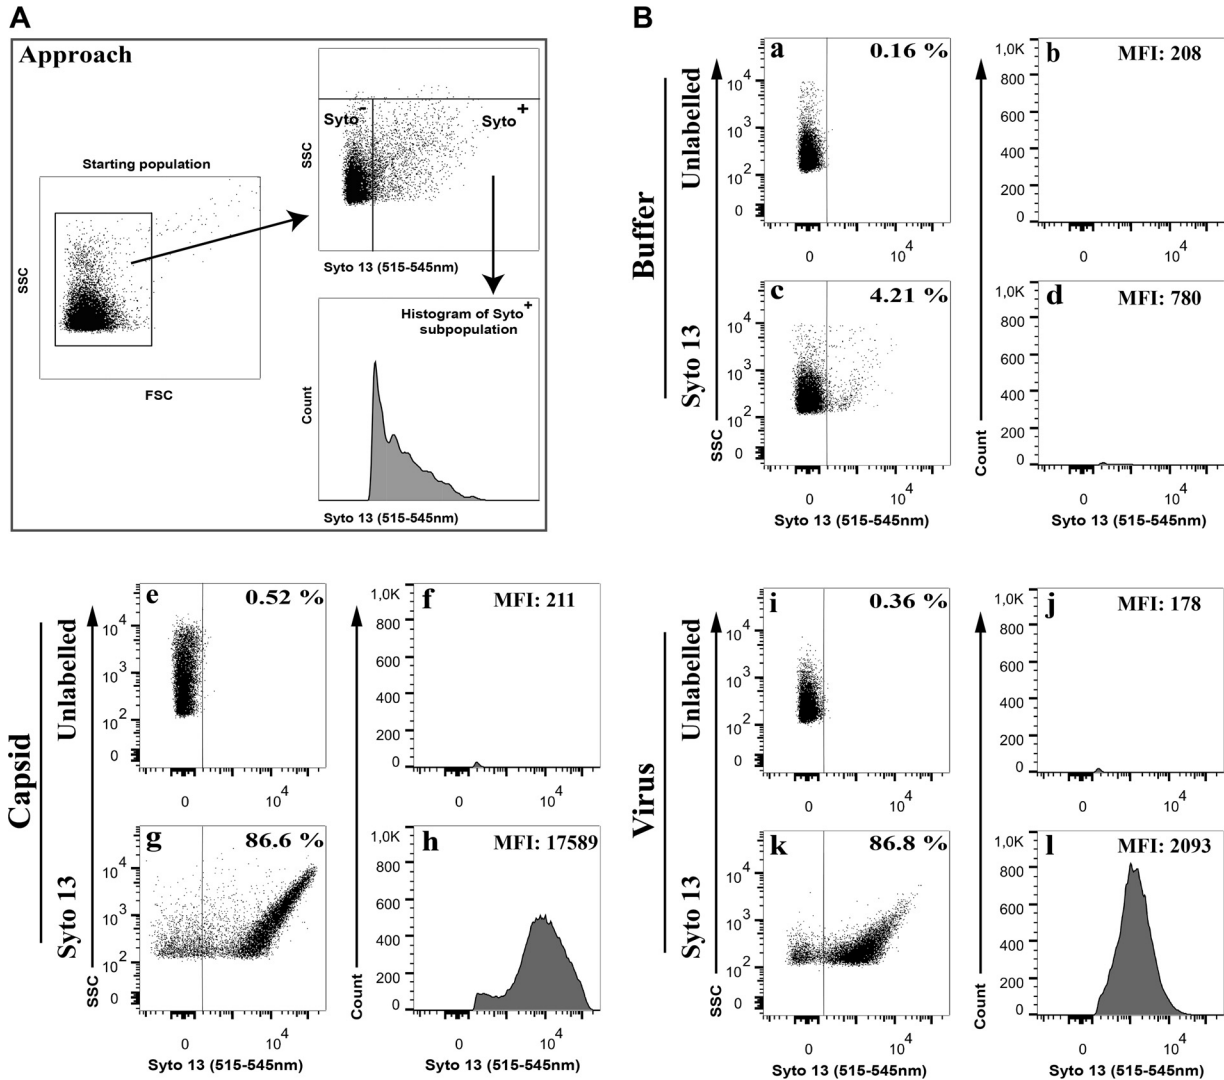 A
Approach
Starting population
SSC
FSC
SSC
Syto-
Syto+
Syto 13 (515-545nm)
Histogram of Syto+
subpopulation
Count
Syto 13 (515-545nm)
B
Buffer
Unlabelled
Syto 13
a
0.16 %
10^4
10^3
10^2
0
0
10^4
b
MFI: 208
1,0K
800
600
400
200
0
0
10^4
c
4.21 %
10^4
10^3
10^2
0
SSC
0
10^4
Syto 13 (515-545nm)
d
MFI: 780
1,0K
800
600
400
200
0
Count
0
10^4
Syto 13 (515-545nm)
Capsid
Unlabelled
Syto 13
e
0.52 %
10^4
10^3
10^2
0
0
10^4
f
MFI: 211
1,0K
800
600
400
200
0
0
10^4
g
86.6 %
10^4
10^3
10^2
0
SSC
0
10^4
Syto 13 (515-545nm)
h
MFI: 17589
1,0K
800
600
400
200
0
Count
0
10^4
Syto 13 (515-545nm)
Virus
Unlabelled
Syto 13
i
0.36 %
10^4
10^3
10^2
0
0
10^4
j
MFI: 178
1,0K
800
600
400
200
0
0
10^4
k
86.8 %
10^4
10^3
10^2
0
SSC
0
10^4
Syto 13 (515-545nm)
l
MFI: 2093
1,0K
800
600
400
200
0
Count
0
10^4
Syto 13 (515-545nm)